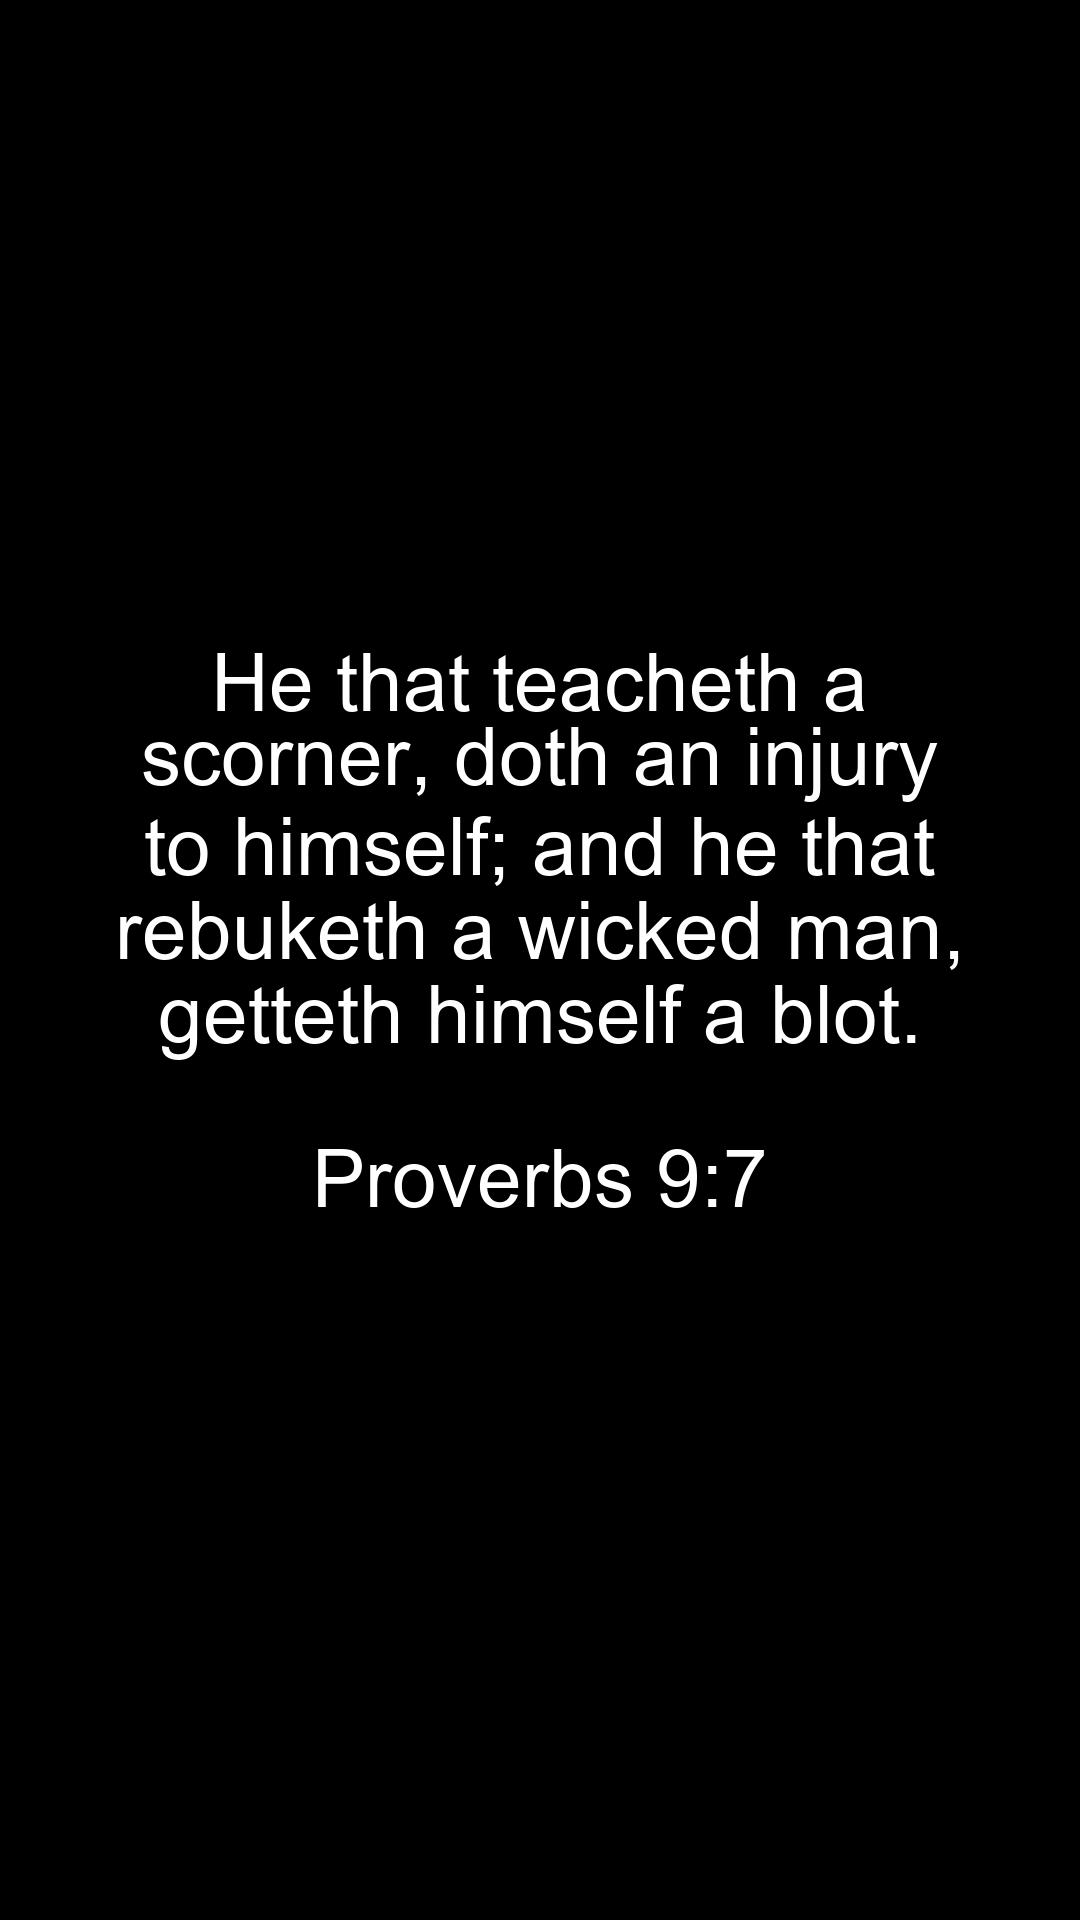 He that teacheth a
scorner, doth an injury
to himself; and he that
rebuketh a wicked man,
getteth himself a blot.
Proverbs 9:7